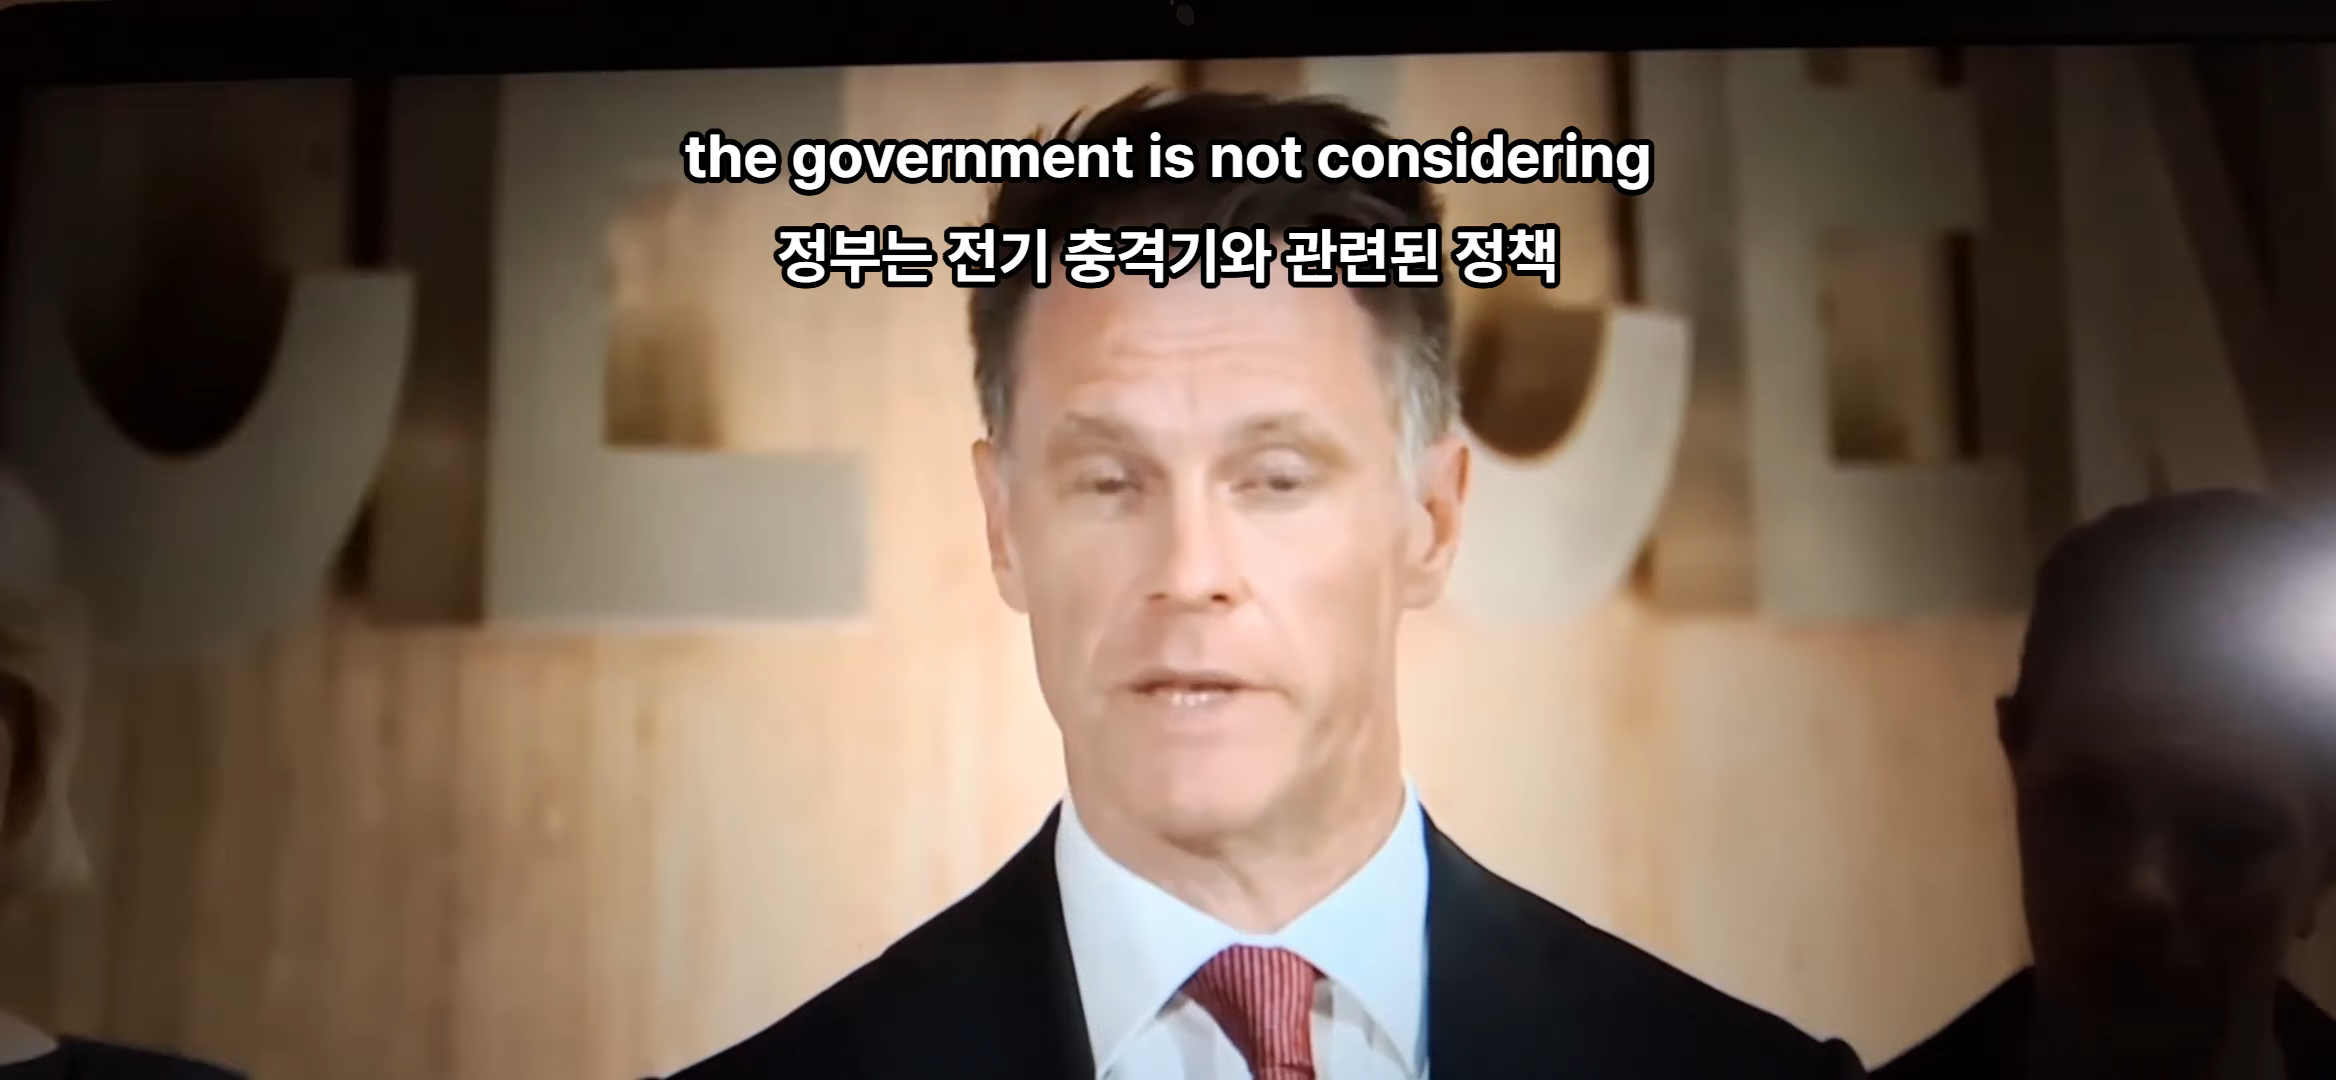 the government is not considering
정부는 전기 충격기와 관련된 정책